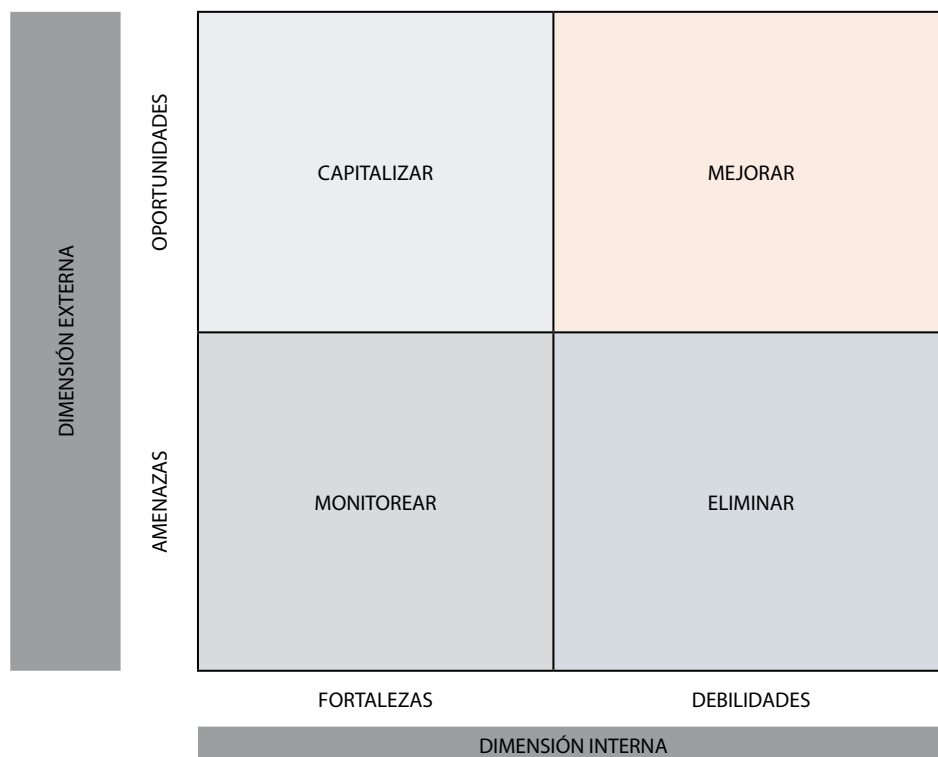 DIMENSIÓN EXTERNA
OPORTUNIDADES
CAPITALIZAR
MEJORAR
AMENAZAS
MONITOREAR
ELIMINAR
FORTALEZAS
DEBILIDADES
DIMENSIÓN INTERNA